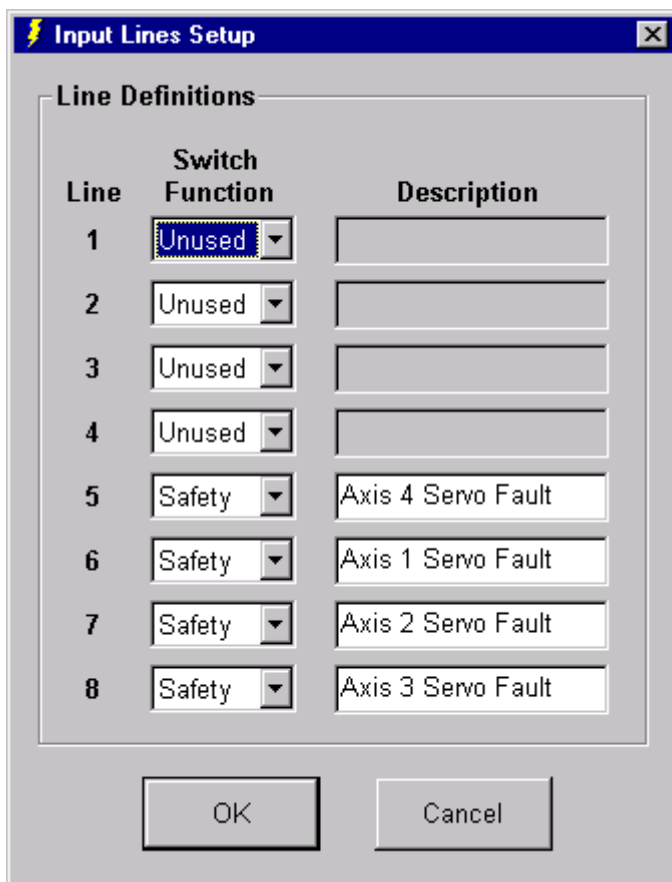 Input Lines Setup
Line Definitions
Switch
Line Function Description
1 Unused
2 Unused
3 Unused
4 Unused
5 Safety Axis 4 Servo Fault
6 Safety Axis 1 Servo Fault
7 Safety Axis 2 Servo Fault
8 Safety Axis 3 Servo Fault
OK Cancel